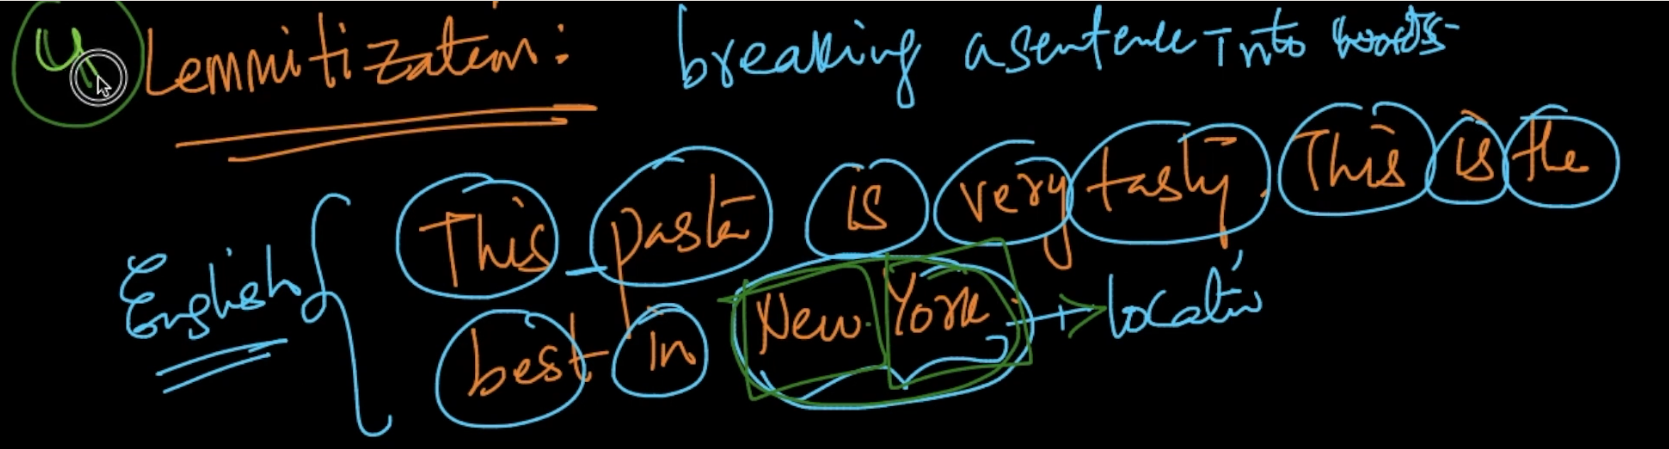 4 Lemmitization: breaking a sentence into words
This pasta is very tasty. This is the
English best in New York → location